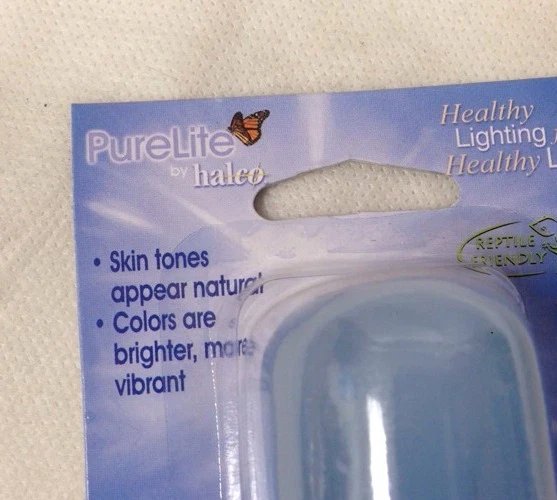 PureLite
by halco
Healthy
Lighting
Healthy L
REPTILE
FRIENDLY
• Skin tones
appear natural
• Colors are
brighter, more
vibrant